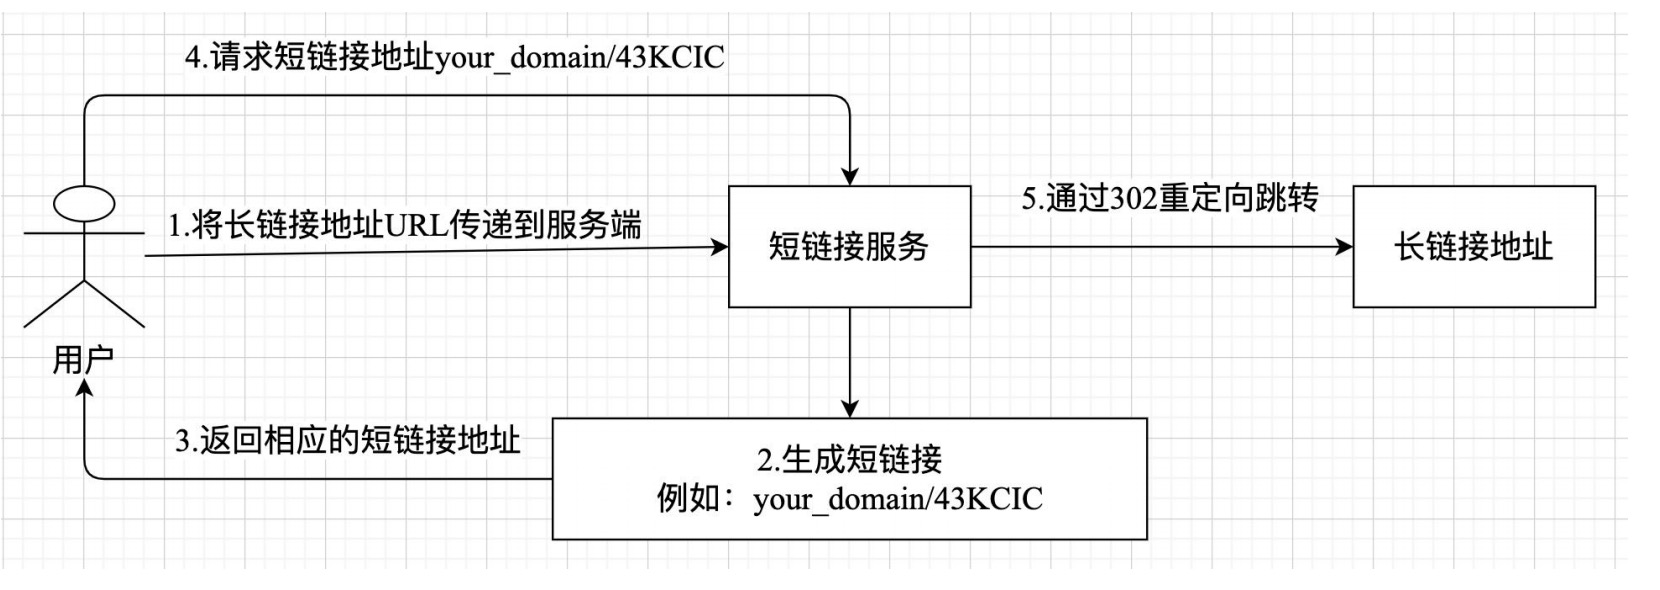 4.请求短链接地址your_domain/43KCIC
1.将长链接地址URL传递到服务端
短链接服务
5.通过302重定向跳转
长链接地址
用户
3.返回相应的短链接地址
2.生成短链接
例如：your_domain/43KCIC